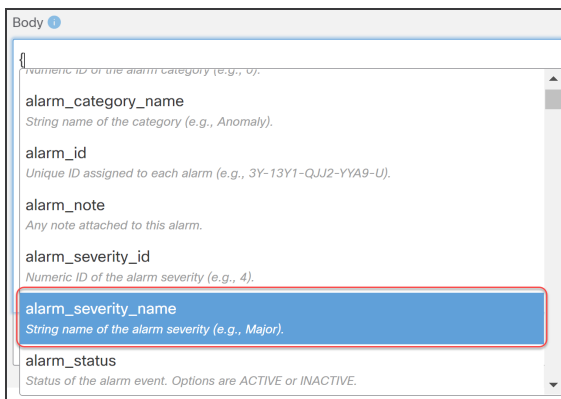 Body
{
Numeric ID of the alarm category (e.g., 0).
alarm_category_name
String name of the category (e.g., Anomaly).
alarm_id
Unique ID assigned to each alarm (e.g., 3Y-13Y1-QJJ2-YYA9-U).
alarm_note
Any note attached to this alarm.
alarm_severity_id
Numeric ID of the alarm severity (e.g., 4).
alarm_severity_name
String name of the alarm severity (e.g., Major).
alarm_status
Status of the alarm event. Options are ACTIVE or INACTIVE.